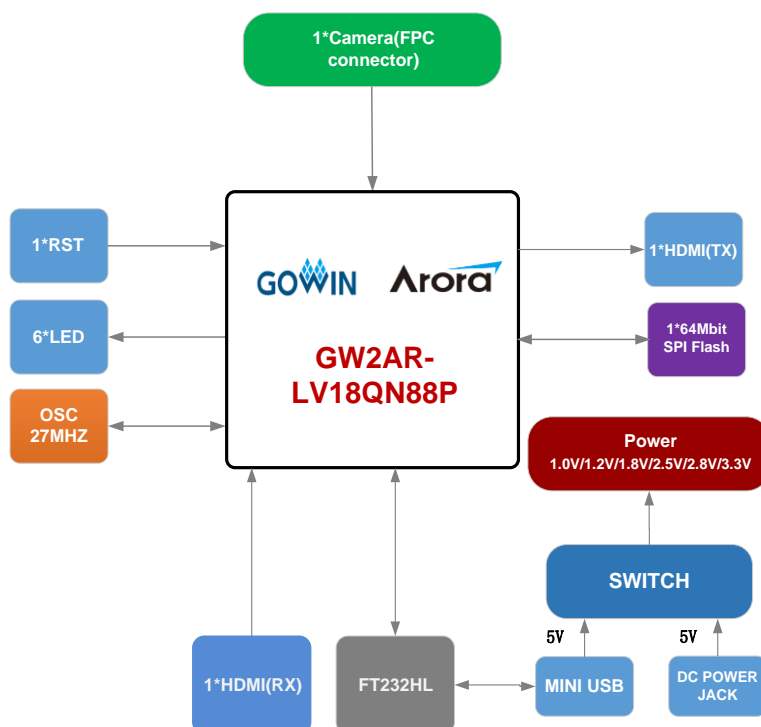 1*Camera(FPC
connector)
1*RST
GOWIN
Arora
1*HDMI(TX)
6*LED
GW2AR-
LV18QN88P
1*64Mbit
SPI Flash
OSC
27MHZ
Power
1.0V/1.2V/1.8V/2.5V/2.8V/3.3V
SWITCH
5V
5V
1*HDMI(RX)
FT232HL
MINI USB
DC POWER
JACK